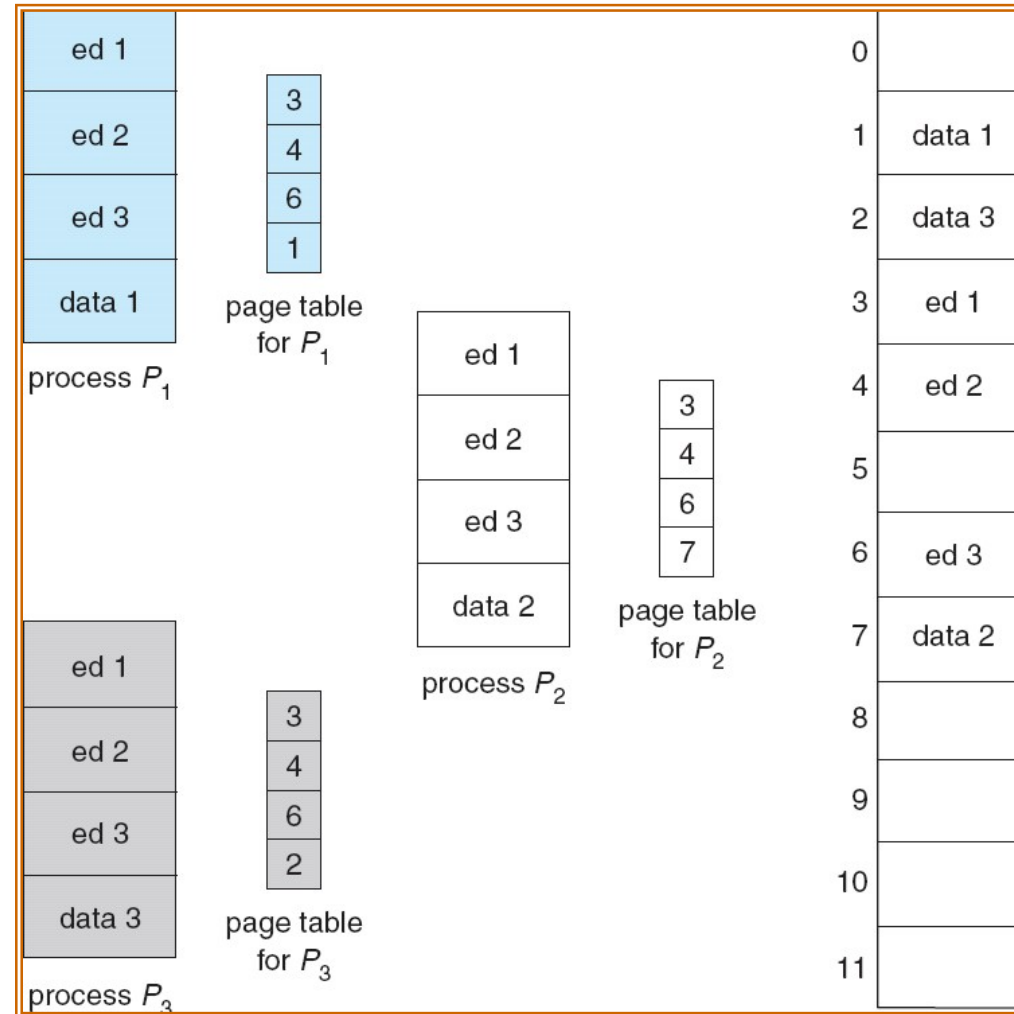 ed 1
ed 2
ed 3
data 1
process P1
3
4
6
1
page table
for P1
ed 1
ed 2
ed 3
data 2
process P2
3
4
6
7
page table
for P2
ed 1
ed 2
ed 3
data 3
process P3
3
4
6
2
page table
for P3
0
1 data 1
2 data 3
3 ed 1
4 ed 2
5
6 ed 3
7 data 2
8
9
10
11